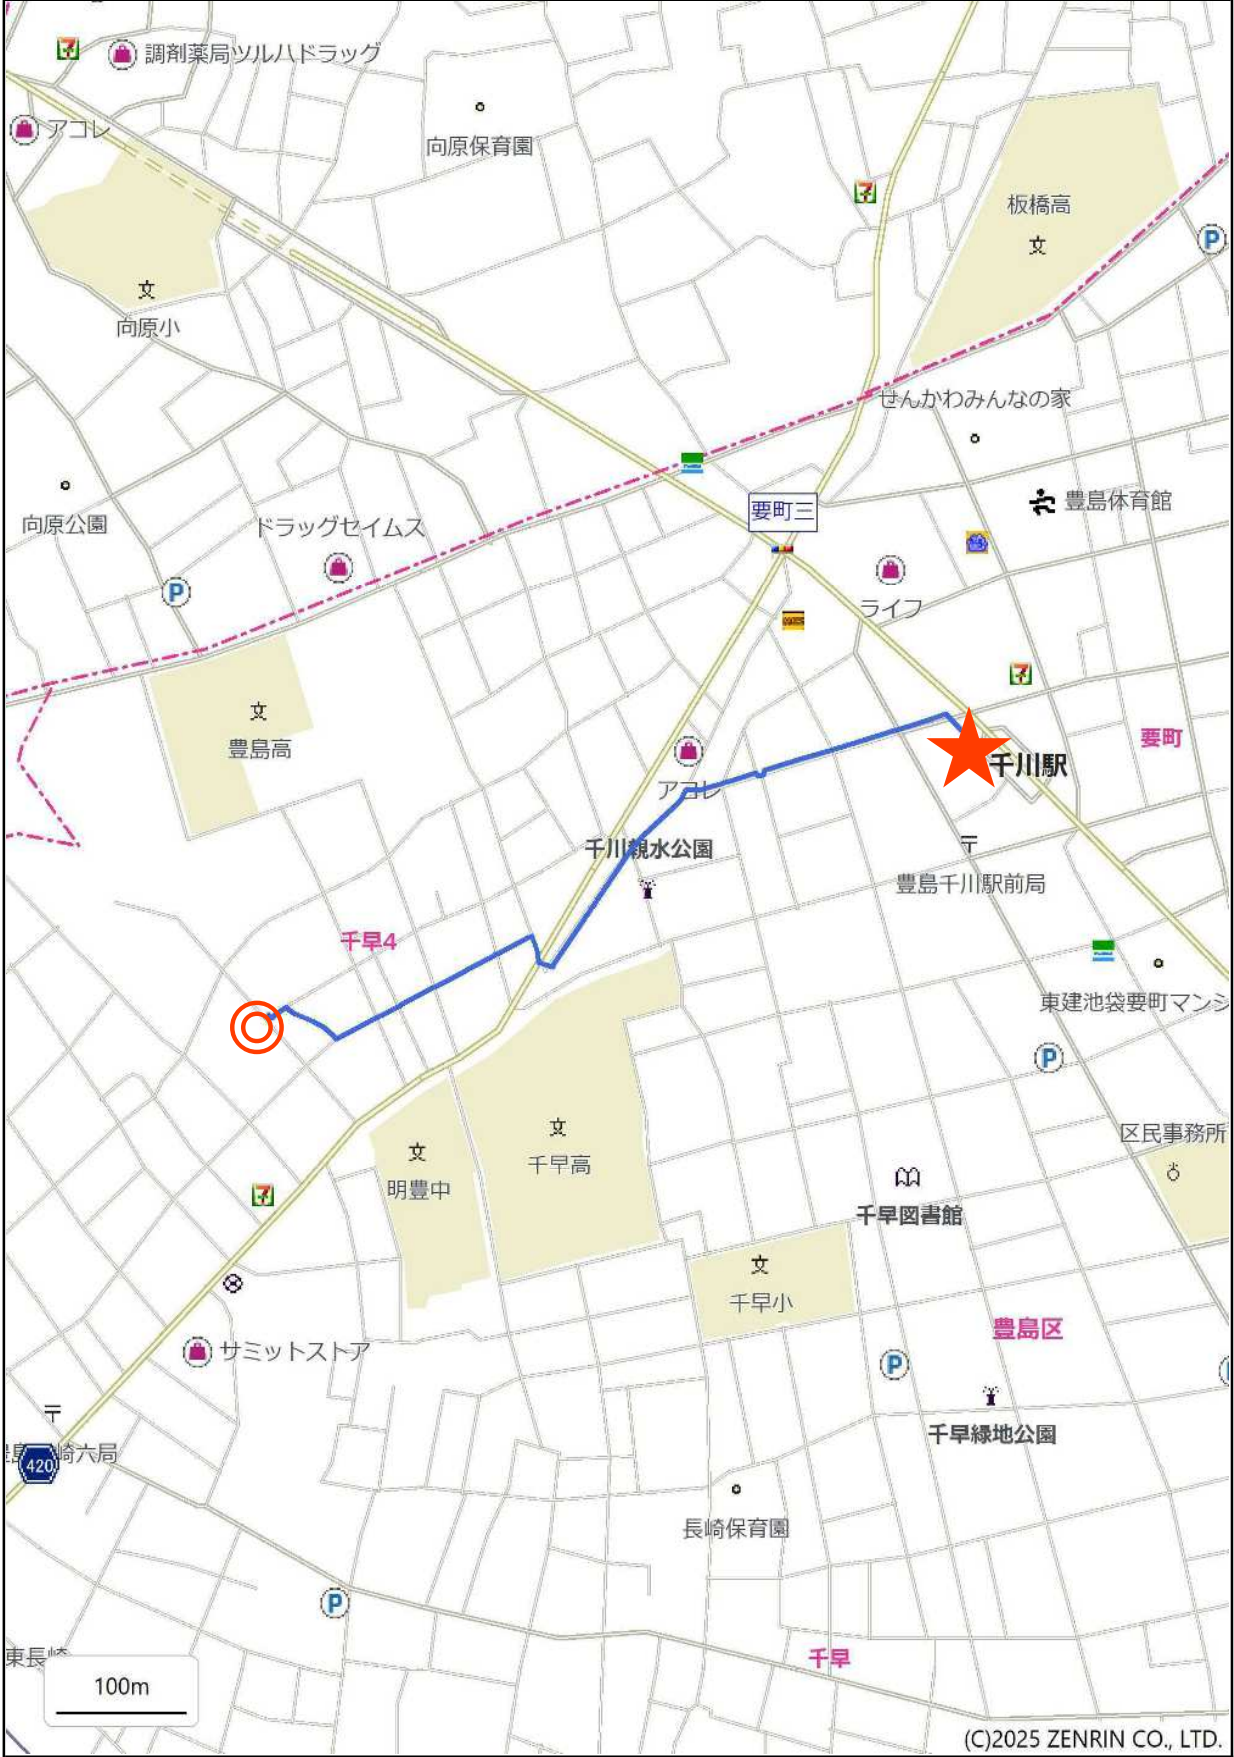 調剤薬局ツルハドラッグ
アコレ
向原保育園
板橋高
文
P
文
向原小
せんかわみんなの家
向原公園
ドラッグセイムス
要町三
豊島体育館
P
ライフ
文
豊島高
アコレ
要町
千川駅
千川親水公園
豊島千川駅前局
千早4
東建池袋要町マンシ
P
区民事務所
文
千早高
文
明豊中
千早図書館
文
千早小
豊島区
サミットストア
P
千早緑地公園
崎六局
420
長崎保育園
P
東長崎
千早
100m
(C)2025 ZENRIN CO., LTD.